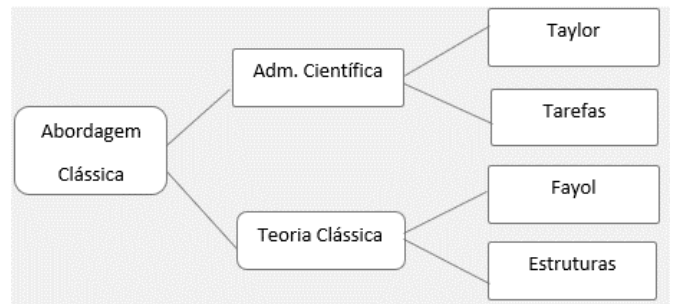 Abordagem
Clássica
Adm. Científica
Taylor
Tarefas
Teoria Clássica
Fayol
Estruturas